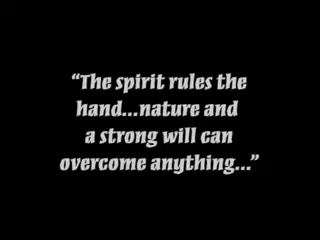 “The spirit rules the
hand...nature and
a strong will can
overcome anything...”